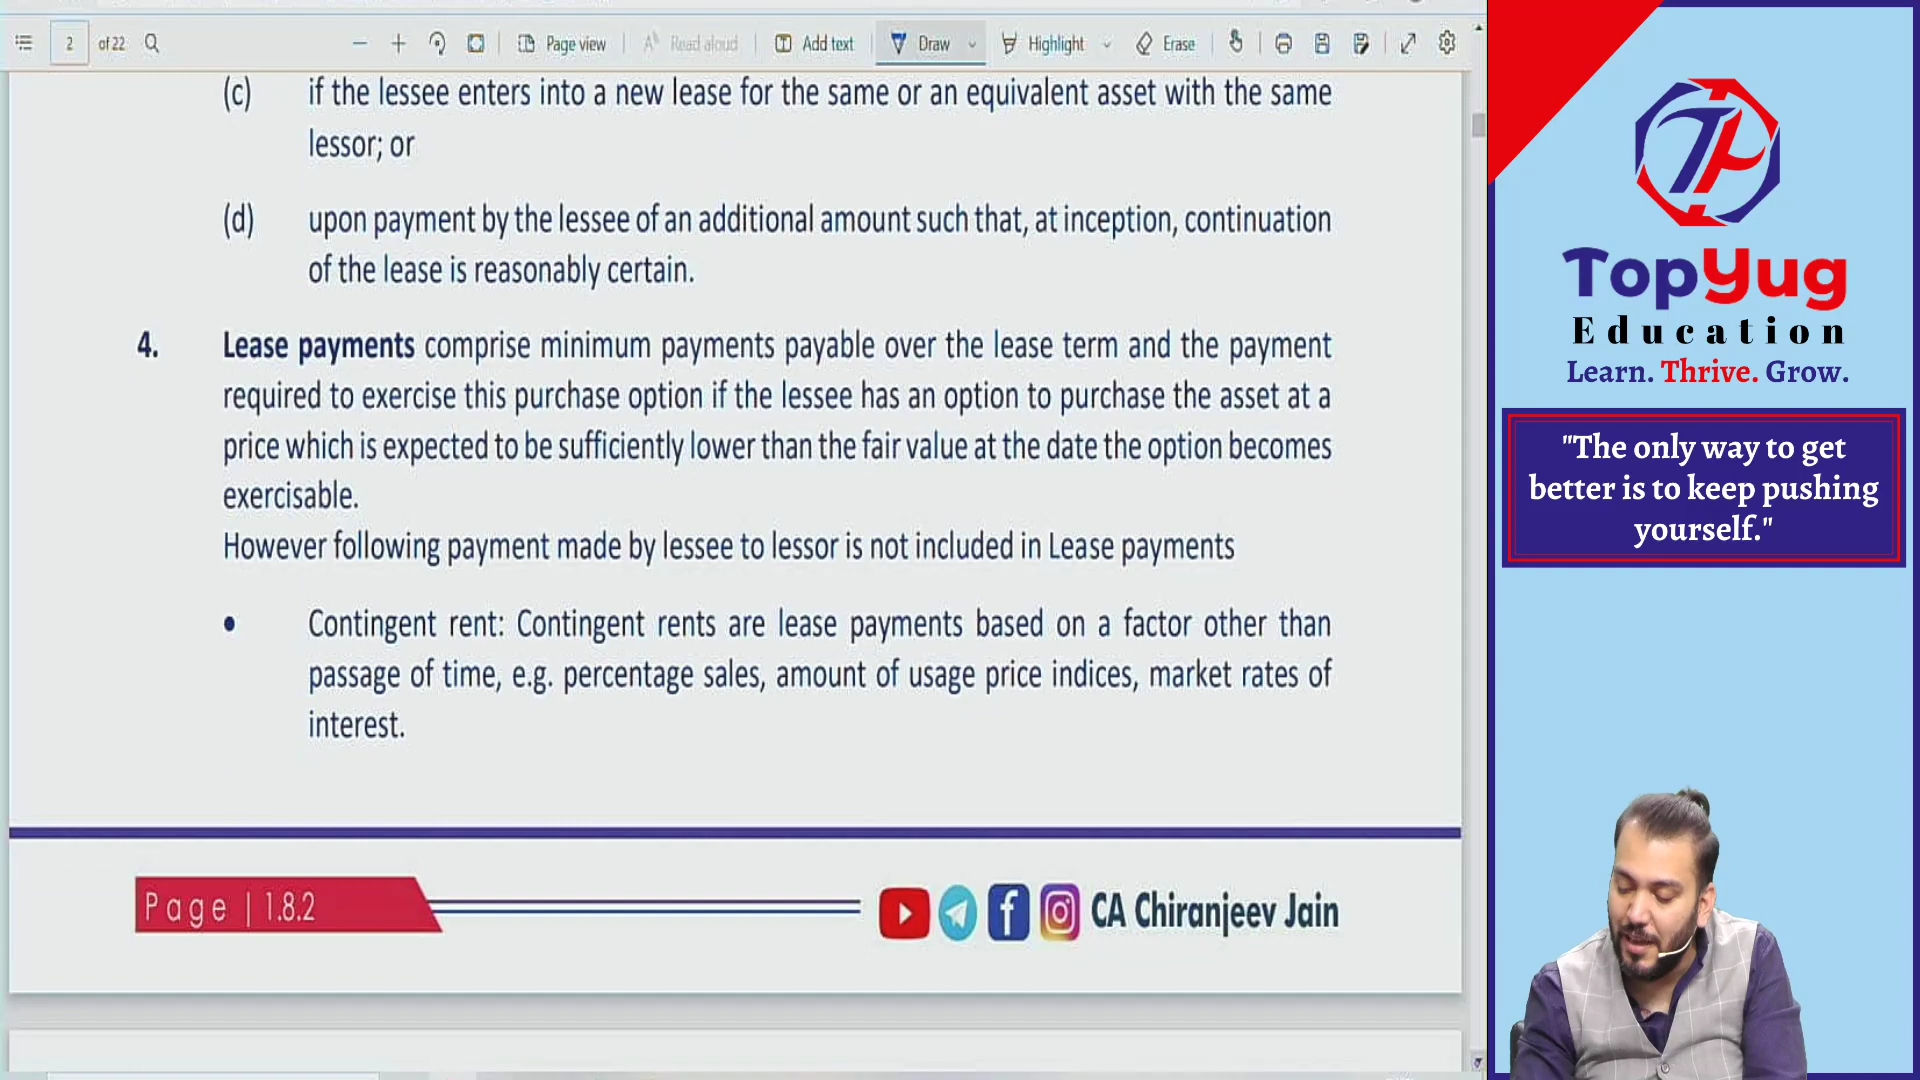 2 of 22 Page view Read aloud Add text Draw Highlight Erase
(c) if the lessee enters into a new lease for the same or an equivalent asset with the same
lessor; or
(d) upon payment by the lessee of an additional amount such that, at inception, continuation
of the lease is reasonably certain.
4. Lease payments comprise minimum payments payable over the lease term and the payment
required to exercise this purchase option if the lessee has an option to purchase the asset at a
price which is expected to be sufficiently lower than the fair value at the date the option becomes
exercisable.
However following payment made by lessee to lessor is not included in Lease payments
• Contingent rent: Contingent rents are lease payments based on a factor other than
passage of time, e.g. percentage sales, amount of usage price indices, market rates of
interest.
Page | 1.8.2
CA Chiranjeev Jain
TopYug
Education
Learn. Thrive. Grow.
"The only way to get
better is to keep pushing
yourself."